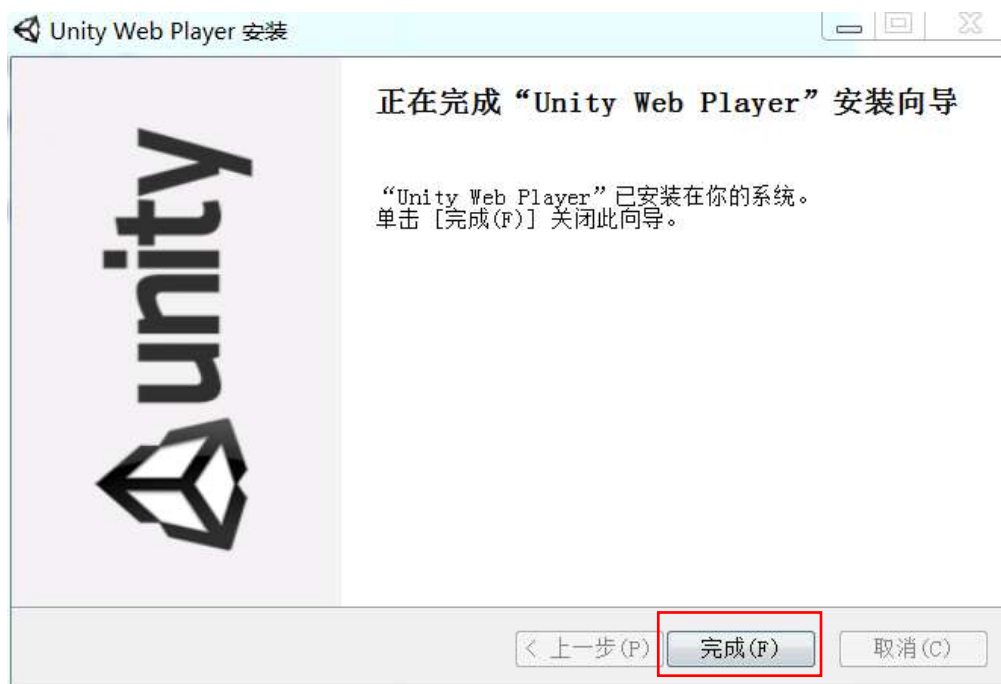 Unity Web Player 安装
正在完成“Unity Web Player”安装向导
“Unity Web Player”已安装在你的系统。
单击 [完成(F)] 关闭此向导。
unity
< 上一步(P)
完成(F)
取消(C)